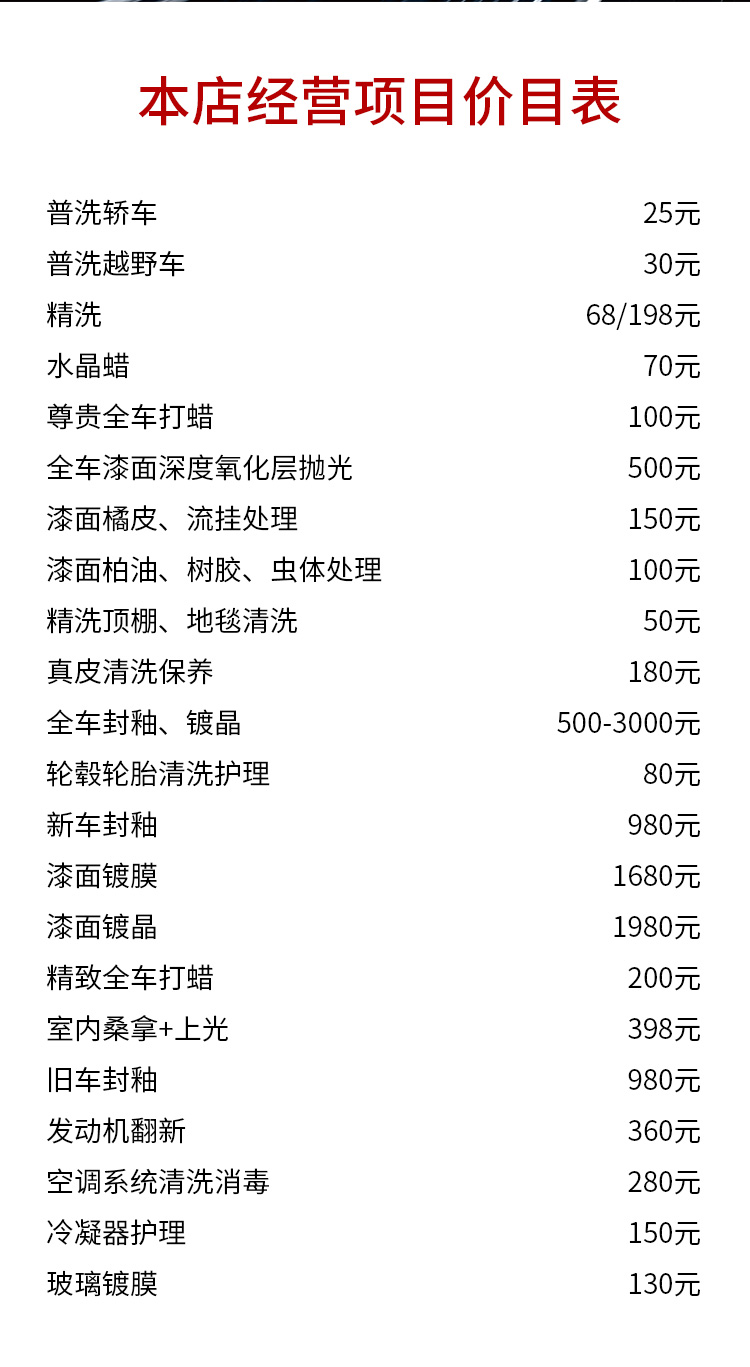 本店经营项目价目表
普洗轿车 25元
普洗越野车 30元
精洗 68/198元
水晶蜡 70元
尊贵全车打蜡 100元
全车漆面深度氧化层抛光 500元
漆面橘皮、流挂处理 150元
漆面柏油、树胶、虫体处理 100元
精洗顶棚、地毯清洗 50元
真皮清洗保养 180元
全车封釉、镀晶 500-3000元
轮毂轮胎清洗护理 80元
新车封釉 980元
漆面镀膜 1680元
漆面镀晶 1980元
精致全车打蜡 200元
室内桑拿+上光 398元
旧车封釉 980元
发动机翻新 360元
空调系统清洗消毒 280元
冷凝器护理 150元
玻璃镀膜 130元